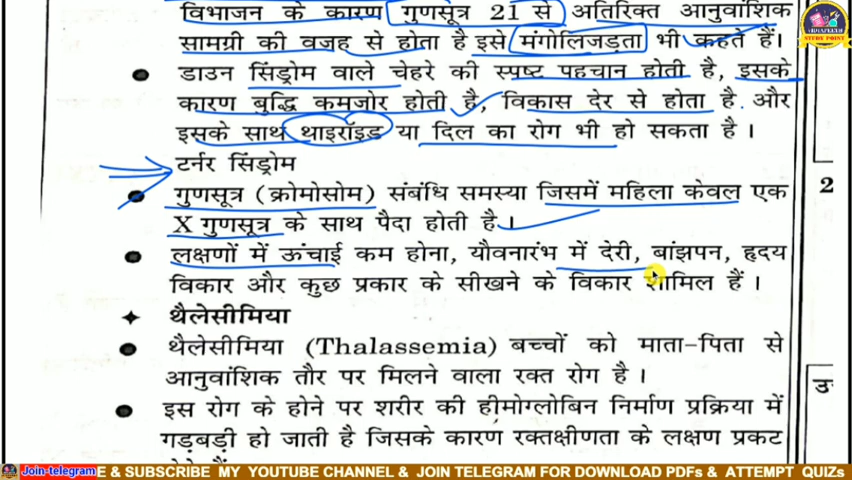 विभाजन के कारण गुणसूत्र 21 से अतिरिक्त आनुवांशिक
सामग्री की वजह से होता है इसे मंगोलिजड़ता भी कहते हैं।
डाउन सिंड्रोम वाले चेहरे की स्पष्ट पहचान होती है, इसके
कारण बुद्धि कमजोर होती है, विकास देर से होता है. और
इसके साथ थाइरॉइड या दिल का रोग भी हो सकता है ।
टर्नर सिंड्रोम
गुणसूत्र (क्रोमोसोम) संबंधि समस्या जिसमें महिला केवल एक
X गुणसूत्र के साथ पैदा होती है ।
लक्षणों में ऊंचाई कम होना, यौवनारंभ में देरी, बांझपन, हृदय
विकार और कुछ प्रकार के सीखने के विकार शामिल हैं ।
थैलेसीमिया
थैलेसीमिया (Thalassemia) बच्चों को माता-पिता से
आनुवांशिक तौर पर मिलने वाला रक्त रोग है ।
इस रोग के होने पर शरीर की हीमोग्लोबिन निर्माण प्रक्रिया में
गड़बड़ी हो जाती है जिसके कारण रक्तक्षीणता के लक्षण प्रकट
2
उ
STUDY POINT
Join-telegram E & SUBSCRIBE MY YOUTUBE CHANNEL & JOIN TELEGRAM FOR DOWNLOAD PDFs & ATTEMPT QUIZs